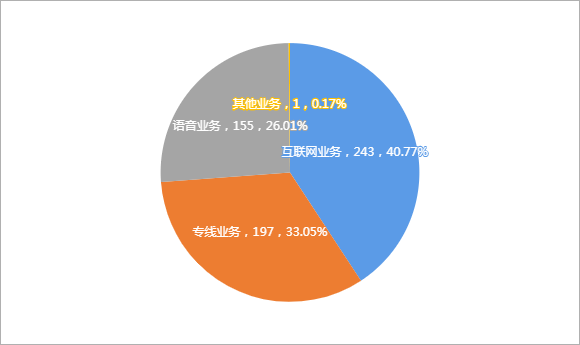 其他业务，1，0.17%
语音业务，155，26.01%
互联网业务，243，40.77%
专线业务，197，33.05%